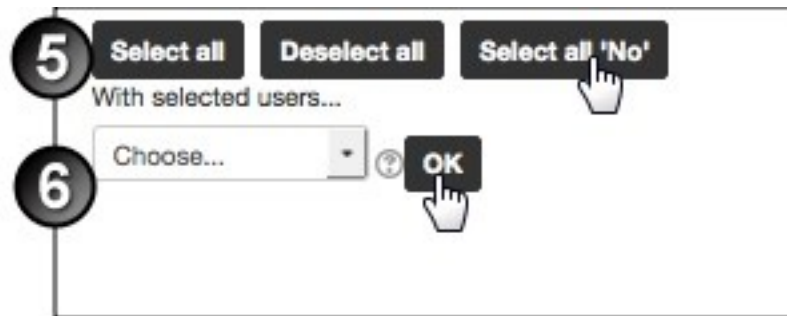 5 Select all Deselect all Select all 'No'
With selected users...
6 Choose... ? OK